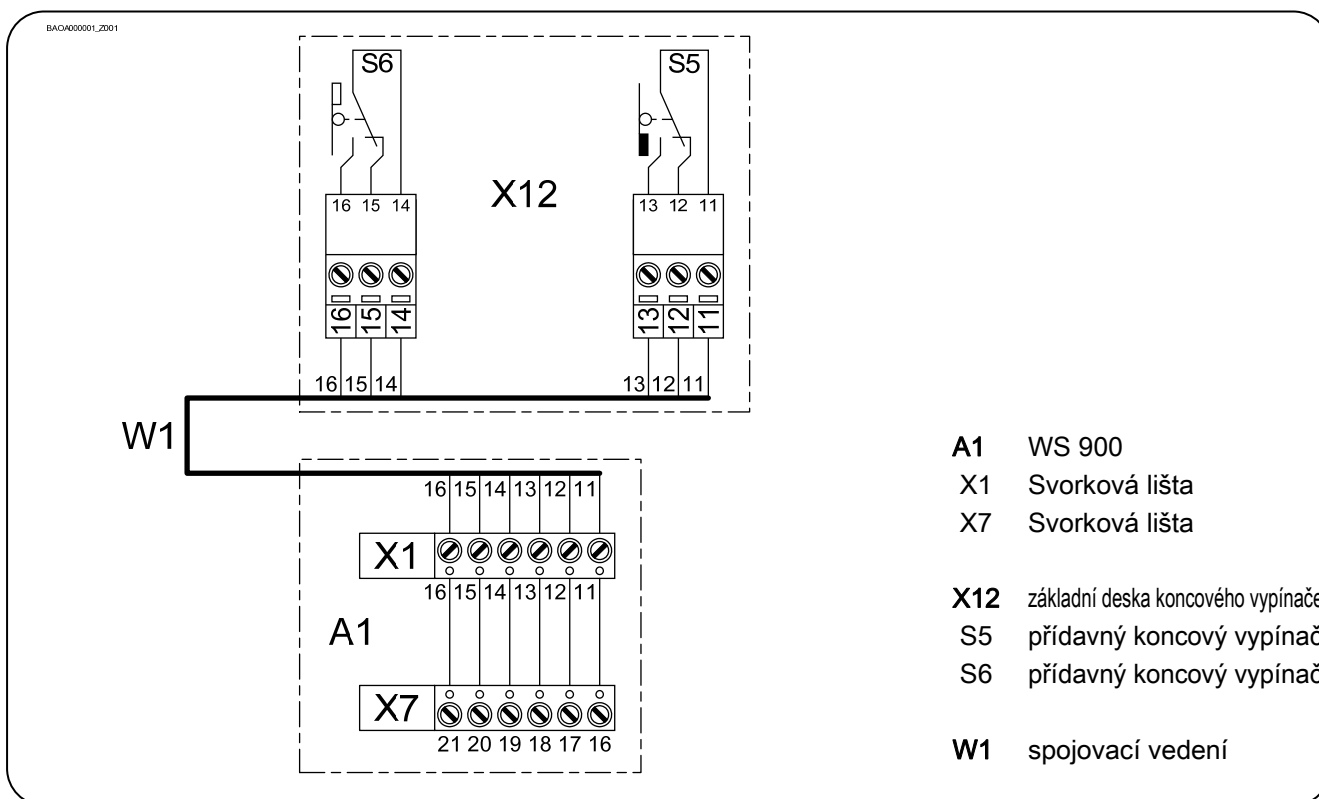 BAOA000001_Z001
S6 S5
X12
16 15 14 13 12 11
16 15 14 13 12 11
16 15 14 13 12 11
W1
16 15 14 13 12 11
X1
16 15 14 13 12 11
A1
X7
21 20 19 18 17 16
A1 WS 900
X1 Svorková lišta
X7 Svorková lišta
X12 základní deska koncového vypínače
S5 přídavný koncový vypínač
S6 přídavný koncový vypínač
W1 spojovací vedení